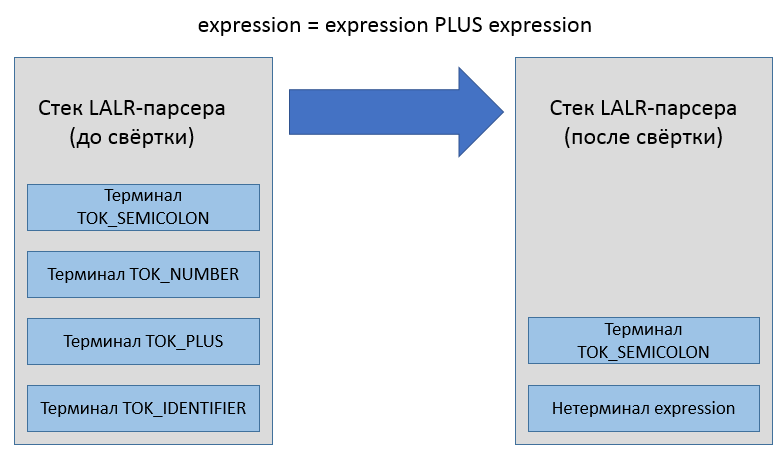 expression = expression PLUS expression
Стек LALR-парсера
(до свёртки)
Терминал
TOK_SEMICOLON
Терминал TOK_NUMBER
Терминал TOK_PLUS
Терминал TOK_IDENTIFIER
Стек LALR-парсера
(после свёртки)
Терминал
TOK_SEMICOLON
Нетерминал expression